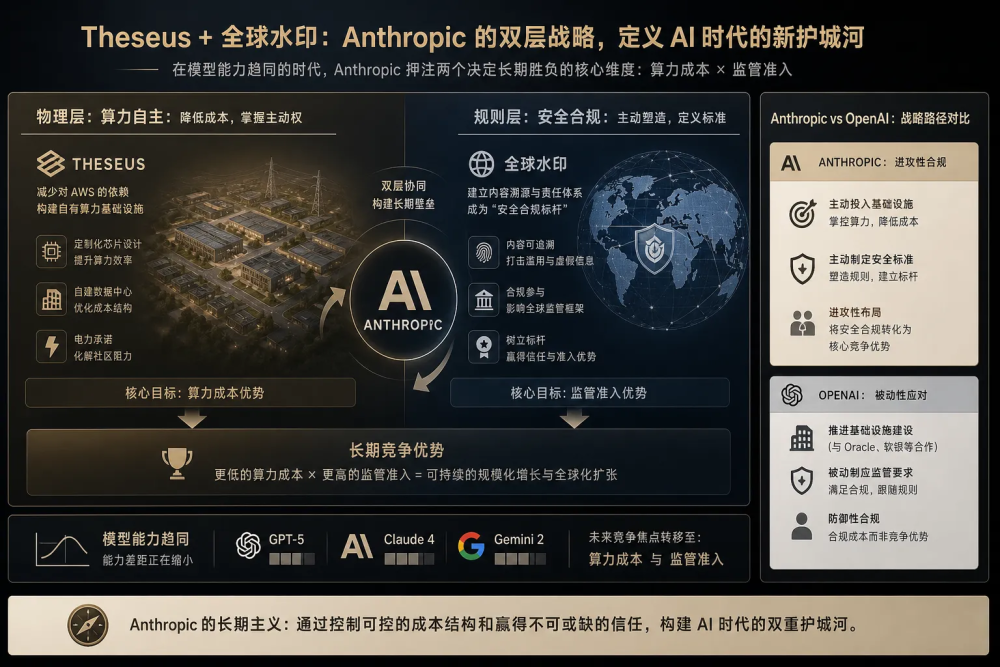 Theseus + 全球水印：Anthropic 的双层战略，定义 AI 时代的新护城河
在模型能力趋同的时代，Anthropic 押注两个决定长期胜负的核心维度：算力成本 × 监管准入
物理层：算力自主：降低成本，掌握主动权
THESEUS
减少对 AWS 的依赖
构建自有算力基础设施
定制化芯片设计
提升算力效率
自建数据中心
优化成本结构
电力承诺
化解社区阻力
核心目标：算力成本优势
双层协同
构建长期壁垒
AI
ANTHROPIC
规则层：安全合规：主动塑造，定义标准
全球水印
建立内容溯源与责任体系
成为“安全合规标杆”
内容可追溯
打击滥用与虚假信息
合规参与
影响全球监管框架
树立标杆
赢得信任与准入优势
核心目标：监管准入优势
长期竞争优势
更低的算力成本 × 更高的监管准入 = 可持续的规模化增长与全球化扩张
模型能力趋同
能力差距正在缩小
GPT-5
AI
Claude 4
Gemini 2
未来竞争焦点转移至：
算力成本 与 监管准入
Anthropic vs OpenAI：战略路径对比
AI
ANTHROPIC：进攻性合规
主动投入基础设施
掌控算力，降低成本
主动制定安全标准
塑造规则，建立标杆
进攻性布局
将安全合规转化为
核心竞争优势
OPENAI：被动性应对
推进基础设施建设
(与 Oracle、软银等合作)
被动制应监管要求
满足合规，跟随规则
防御性合规
合规成本而非竞争优势
Anthropic 的长期主义：通过控制可控的成本结构和赢得不可或缺的信任，构建 AI 时代的双重护城河。